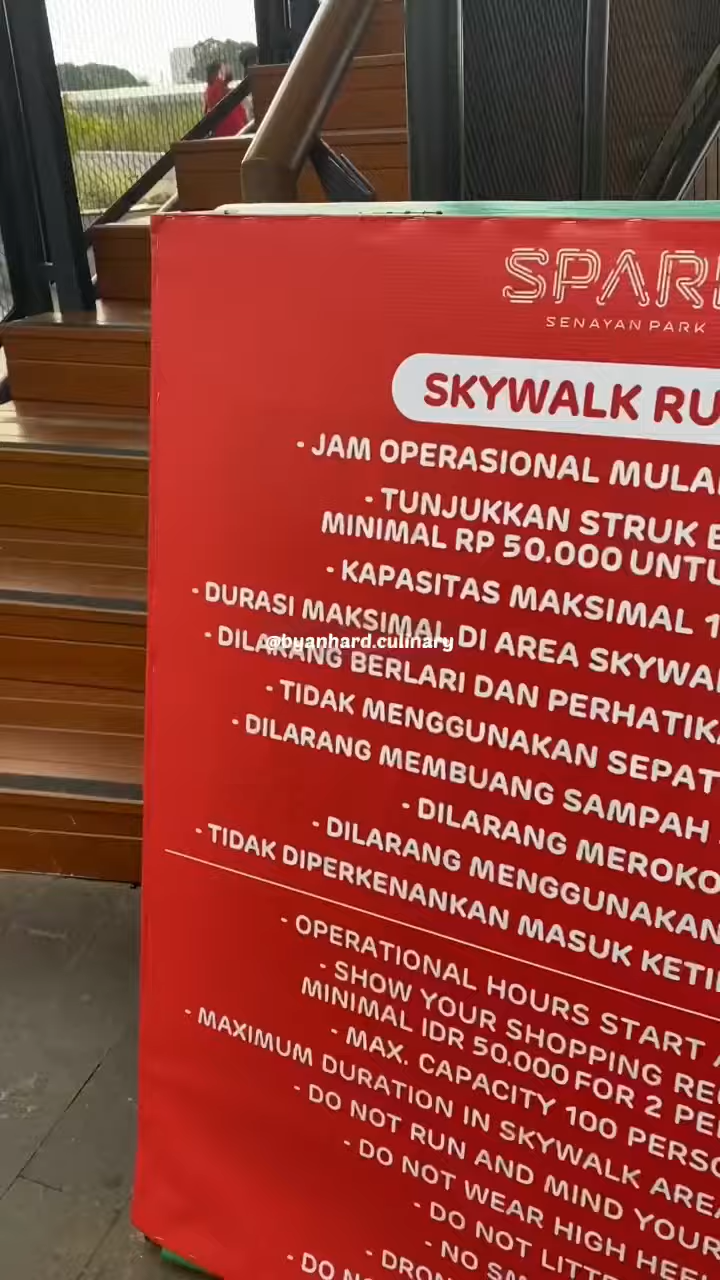 SPAR
SENAYAN PARK
SKYWALK RU
- JAM OPERASIONAL MULA
- TUNJUKKAN STRUK
MINIMAL RP 50.000 UNTU
- KAPASITAS MAKSIMAL 1
- DURASI MAKSIMAL DI AREA SKYWA
@byanhard.culinary
- DILARANG BERLARI DAN PERHATIK
- TIDAK MENGGUNAKAN SEPAT
- DILARANG MEMBUANG SAMPAH
- DILARANG MEROKO
- DILARANG MENGGUNAKAN
- TIDAK DIPERKENANKAN MASUK KETI
- OPERATIONAL HOURS START
- SHOW YOUR SHOPPING RE
MINIMAL IDR 50.000 FOR 2 PE
- MAX. CAPACITY 100 PERSO
- MAXIMUM DURATION IN SKYWALK AREA
- DO NOT RUN AND MIND YOUR
- DO NOT WEAR HIGH HEE
- DO NOT LITT
- NO SM
- DRON
- DO N